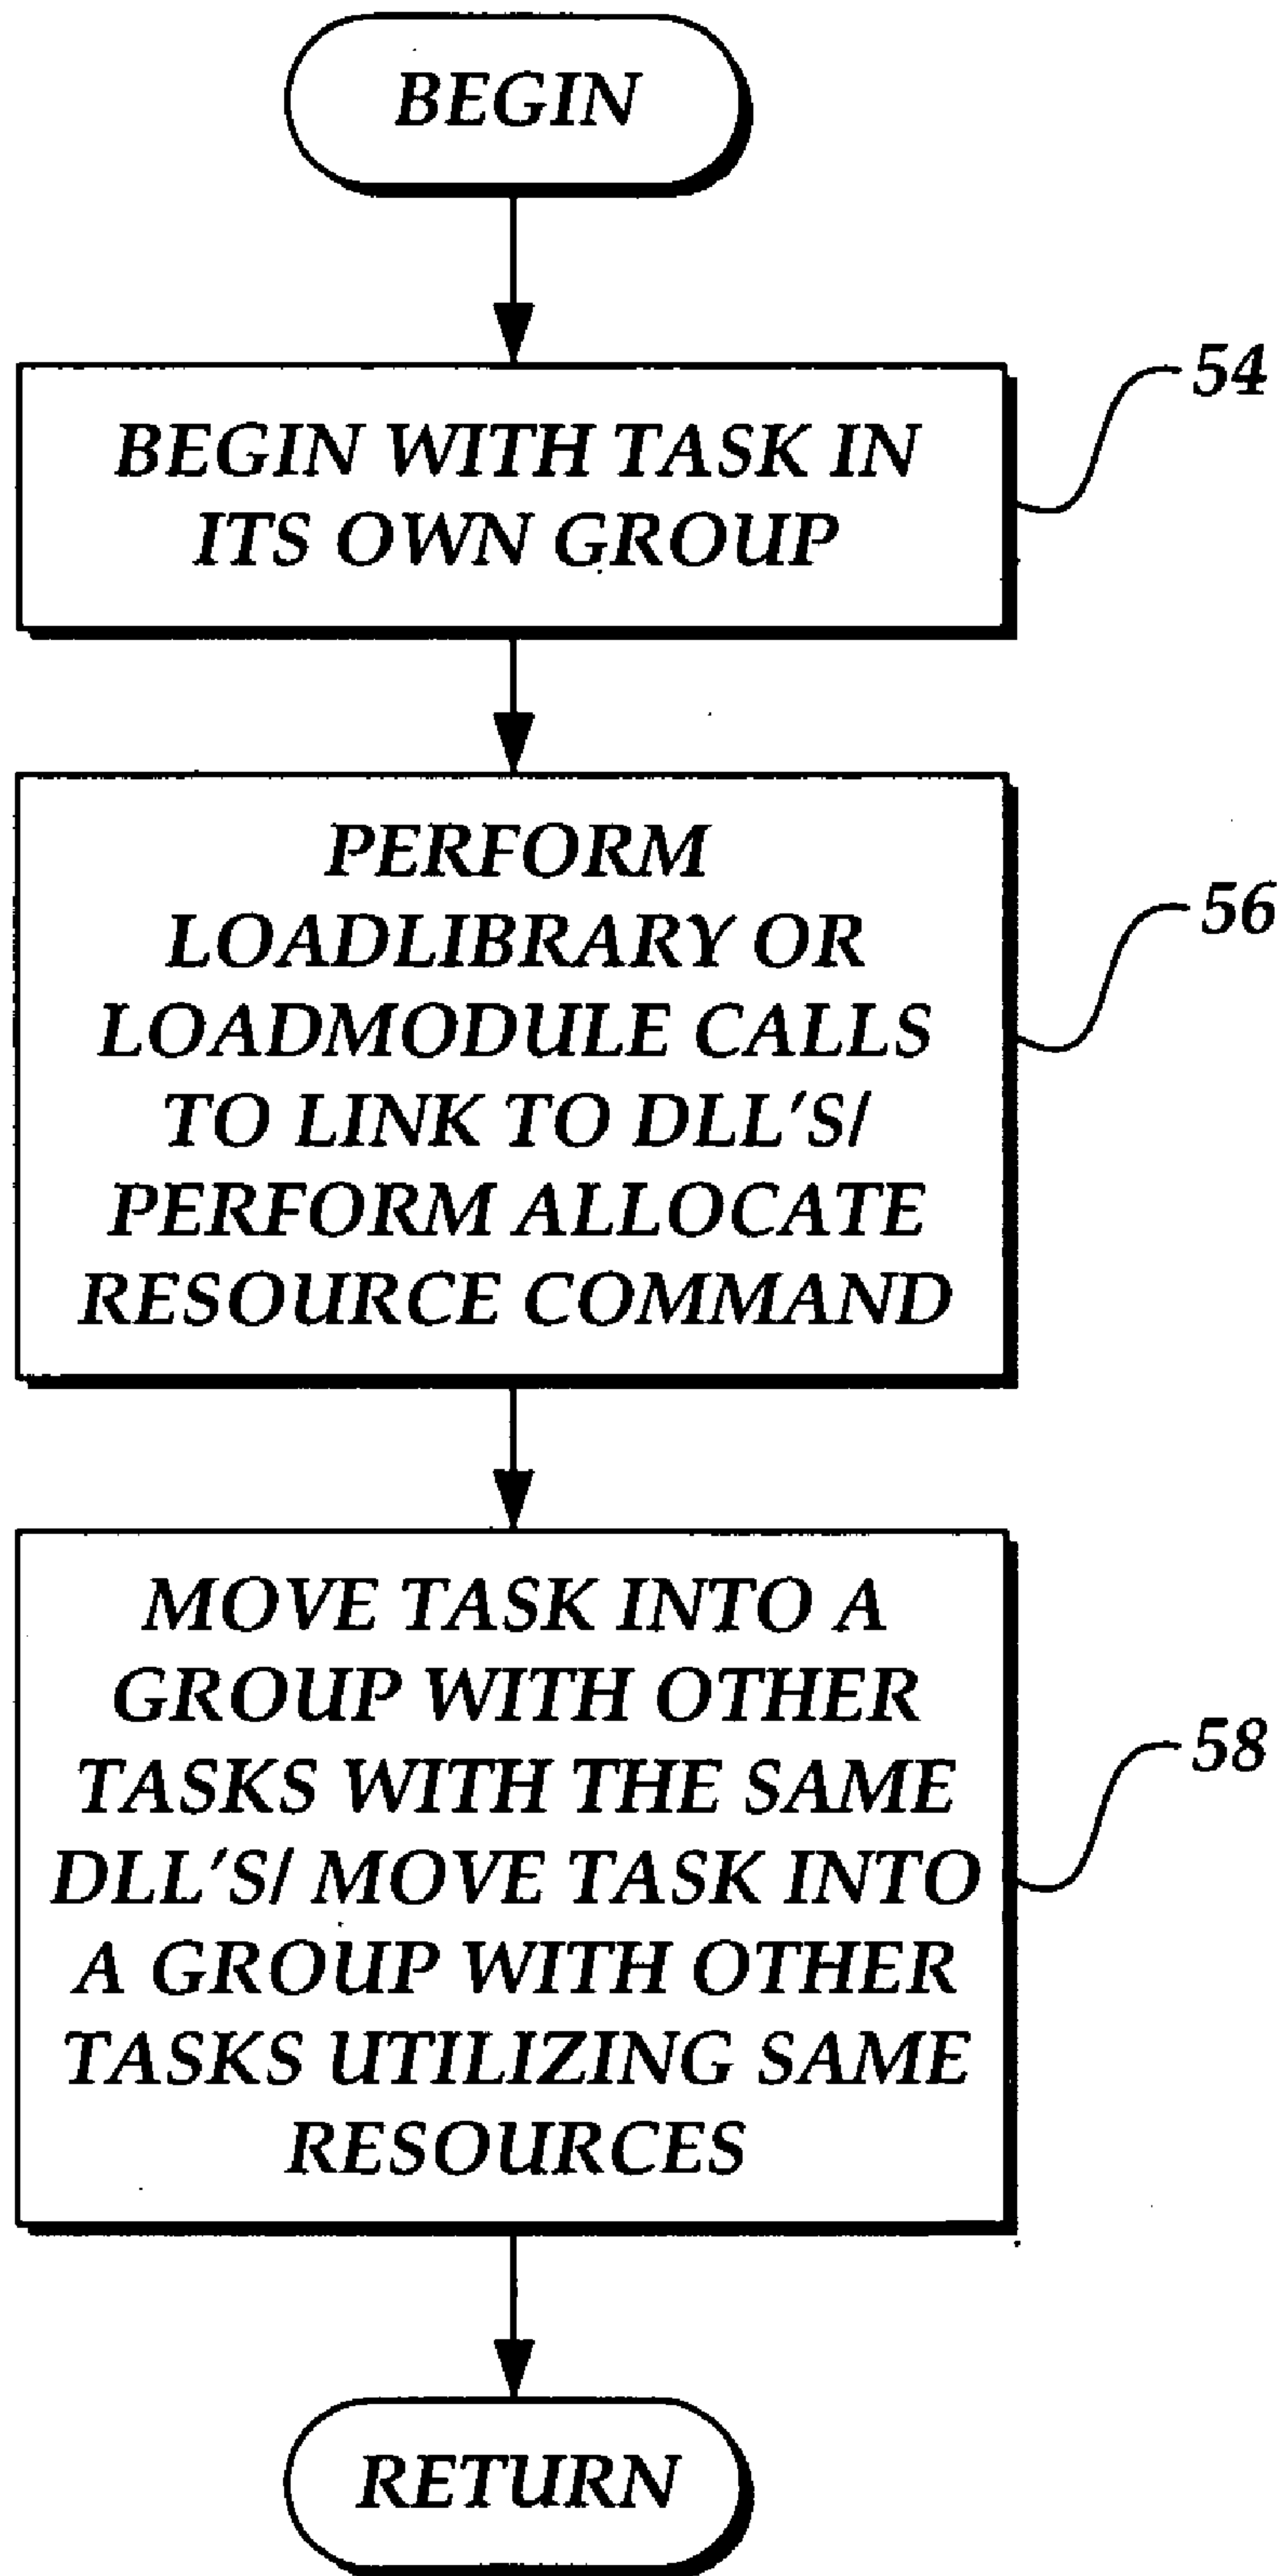 BEGIN
BEGIN WITH TASK IN
ITS OWN GROUP
54
PERFORM
LOADLIBRARY OR
LOADMODULE CALLS
TO LINK TO DLL'S/
PERFORM ALLOCATE
RESOURCE COMMAND
56
MOVE TASK INTO A
GROUP WITH OTHER
TASKS WITH THE SAME
DLL'S/ MOVE TASK INTO
A GROUP WITH OTHER
TASKS UTILIZING SAME
RESOURCES
58
RETURN